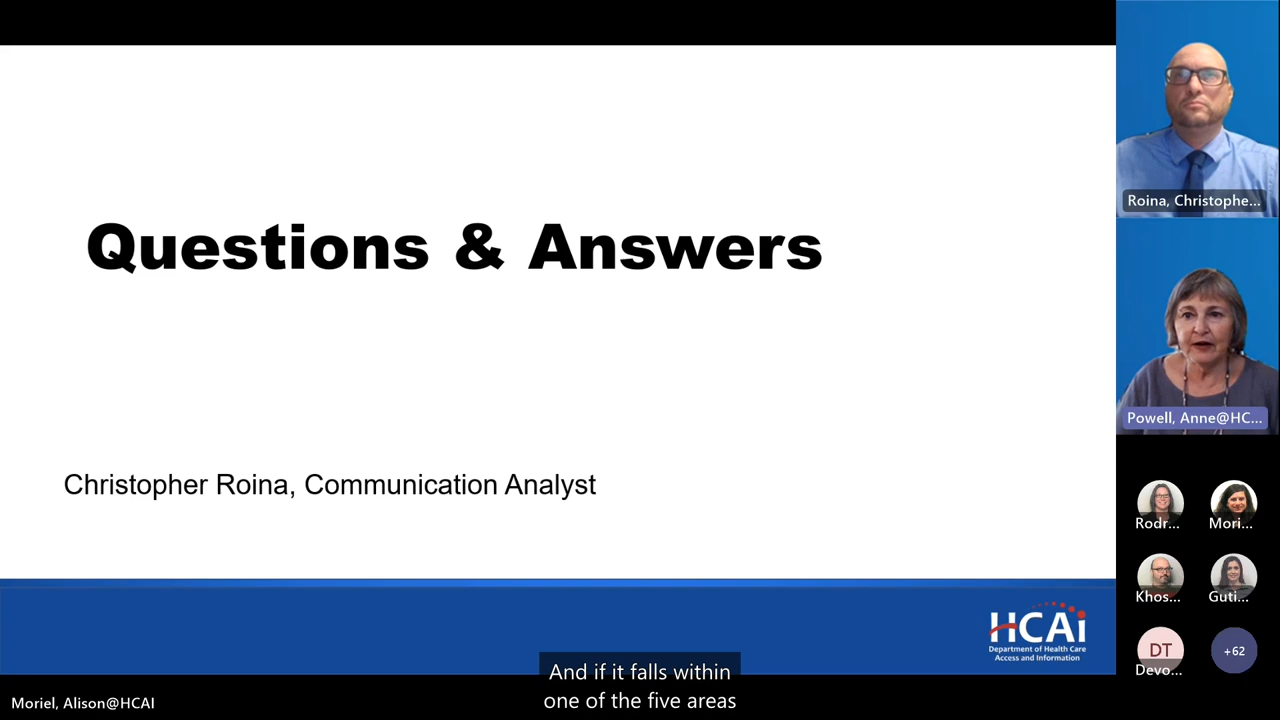 Questions & Answers
Christopher Roina, Communication Analyst
HCAi
Department of Health Care
Access and Information
And if it falls within
one of the five areas
Moriel, Alison@HCAI
Roina, Christophe...
Powell, Anne@HC...
Rodr...
Mori...
Khos...
Guti...
DT
Devo...
+62